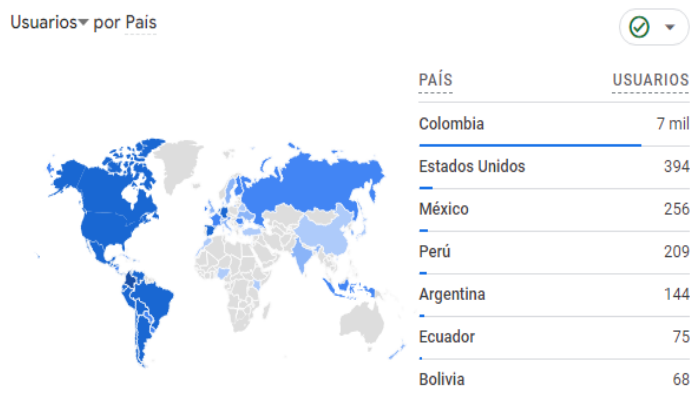 Usuarios por País
PAÍS USUARIOS
Colombia 7 mil
Estados Unidos 394
México 256
Perú 209
Argentina 144
Ecuador 75
Bolivia 68